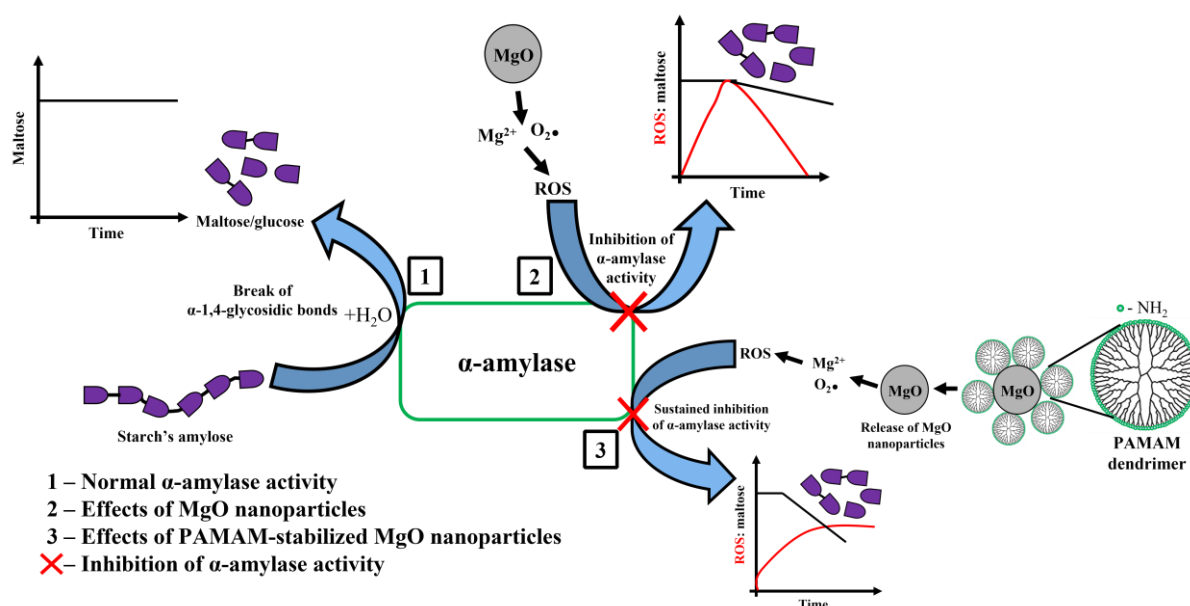 Maltose
Time
Maltose/glucose
1
Break of
α-1,4-glycosidic bonds
+H₂O
Starch's amylose
α-amylase
MgO
Mg²⁺ O₂•
ROS
2
Inhibition of
α-amylase
activity
ROS: maltose
Time
ROS
Mg²⁺
O₂•
MgO
Release of MgO
nanoparticles
MgO
- NH₂
PAMAM
dendrimer
Sustained inhibition
of α-amylase activity
3
ROS: maltose
Time
1 – Normal α-amylase activity
2 – Effects of MgO nanoparticles
3 – Effects of PAMAM-stabilized MgO nanoparticles
– Inhibition of α-amylase activity